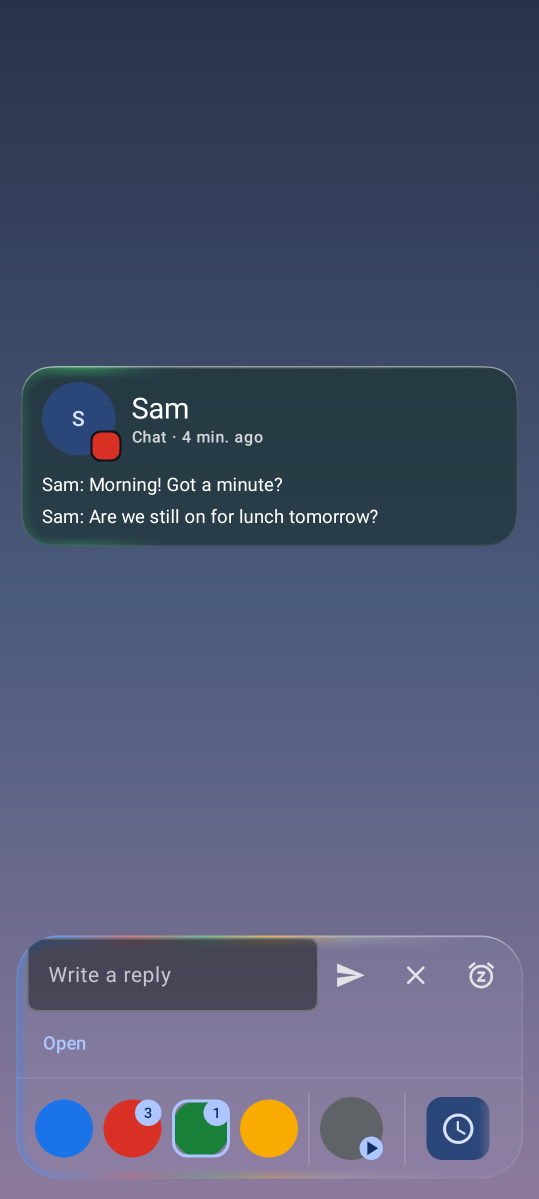 S
Sam
Chat · 4 min. ago
Sam: Morning! Got a minute?
Sam: Are we still on for lunch tomorrow?
Write a reply
Open
3
1